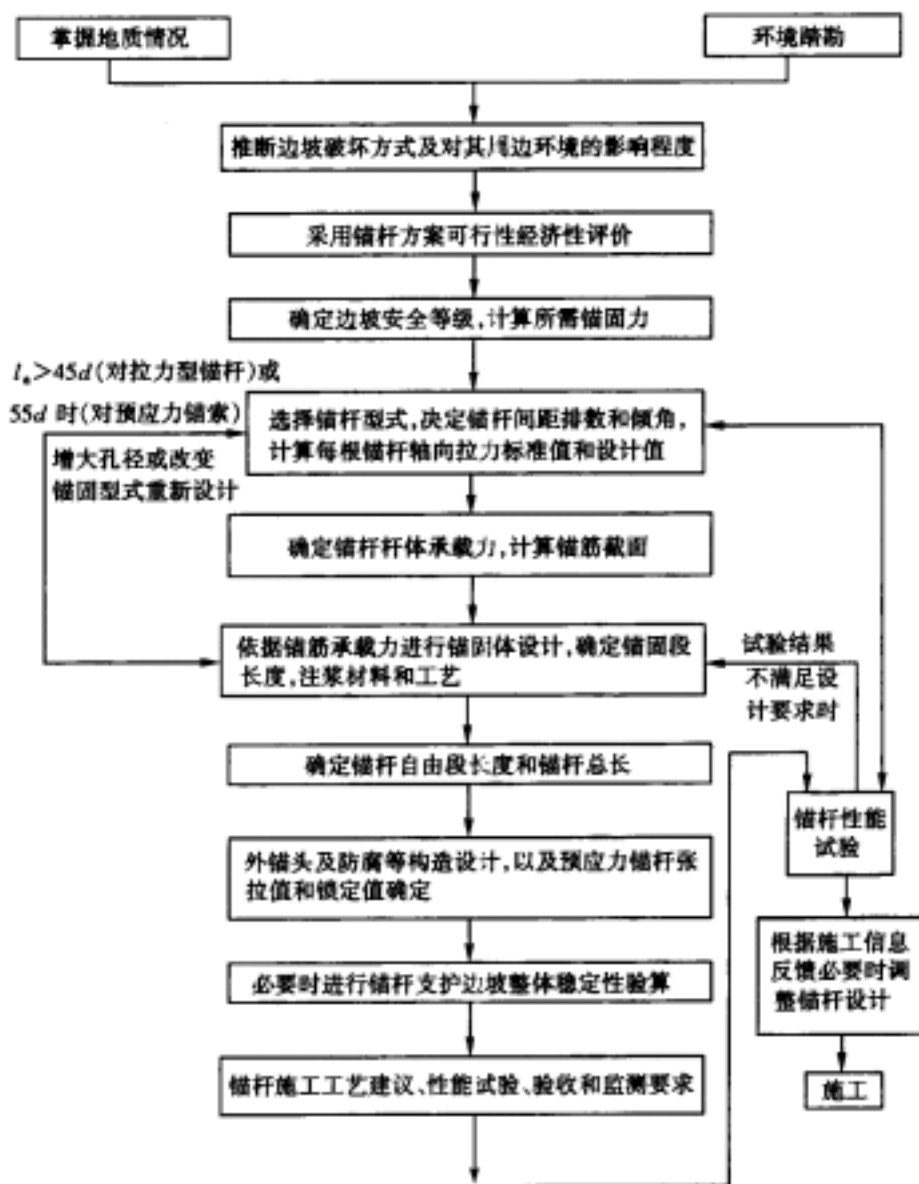 掌握地质情况
环境踏勘
推断边坡破坏方式及对其周边环境的影响程度
采用锚杆方案可行性经济性评价
确定边坡安全等级,计算所需锚固力
lₐ>45d(对拉力型锚杆)或
55d 时(对预应力锚索)
增大孔径或改变
锚固型式重新设计
选择锚杆型式,决定锚杆间距排数和倾角,
计算每根锚杆轴向拉力标准值和设计值
确定锚杆杆体承载力,计算锚筋截面
依据锚筋承载力进行锚固体设计,确定锚固段
长度,注浆材料和工艺
试验结果
不满足设
计要求时
确定锚杆自由段长度和锚杆总长
锚杆性能
试验
外锚头及防腐等构造设计,以及预应力锚杆张
拉值和锁定值确定
根据施工信息
反馈必要时调
整锚杆设计
必要时进行锚杆支护边坡整体稳定性验算
锚杆施工工艺建议、性能试验、验收和监测要求
施工